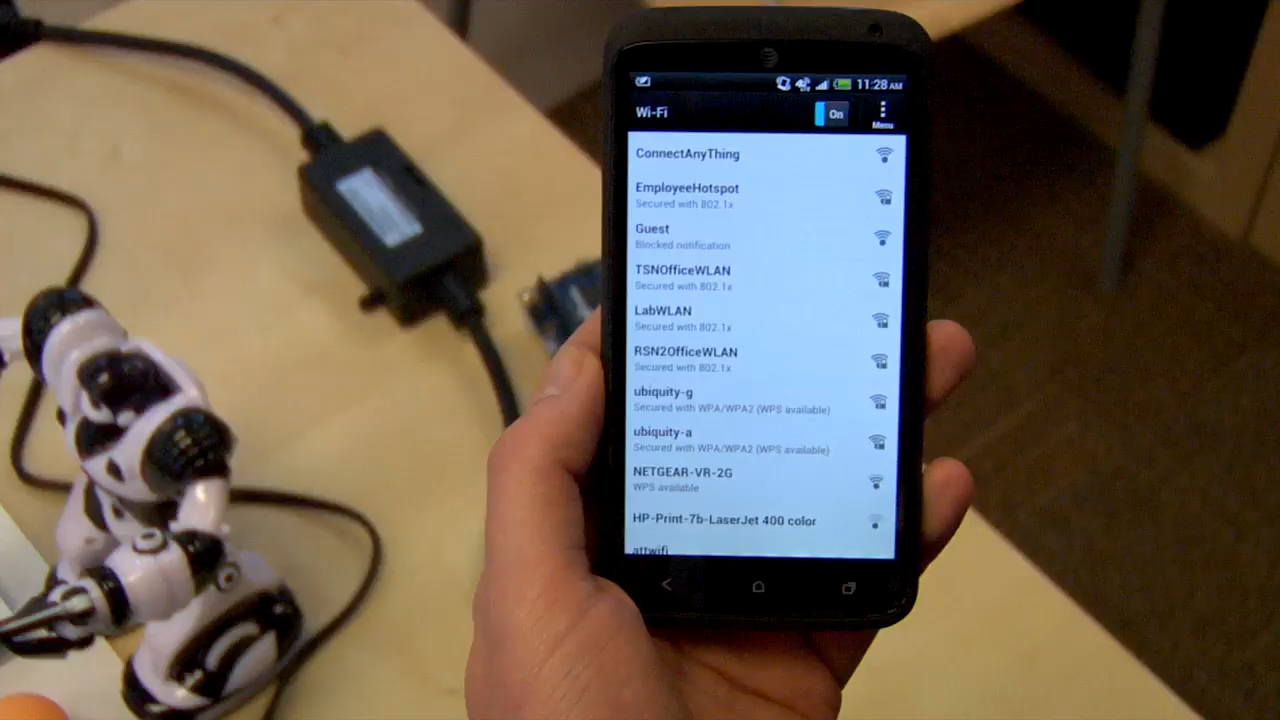 11:28 AM
Wi-Fi
On
Menu
ConnectAnyThing
EmployeeHotspot
Secured with 802.1x
Guest
Blocked notification
TSNOfficeWLAN
Secured with 802.1x
LabWLAN
Secured with 802.1x
RSN2OfficeWLAN
Secured with 802.1x
ubiquity-g
Secured with WPA/WPA2 (WPS available)
ubiquity-a
Secured with WPA/WPA2 (WPS available)
NETGEAR-VR-2G
WPS available
HP-Print-7b-LaserJet 400 color
attwifi